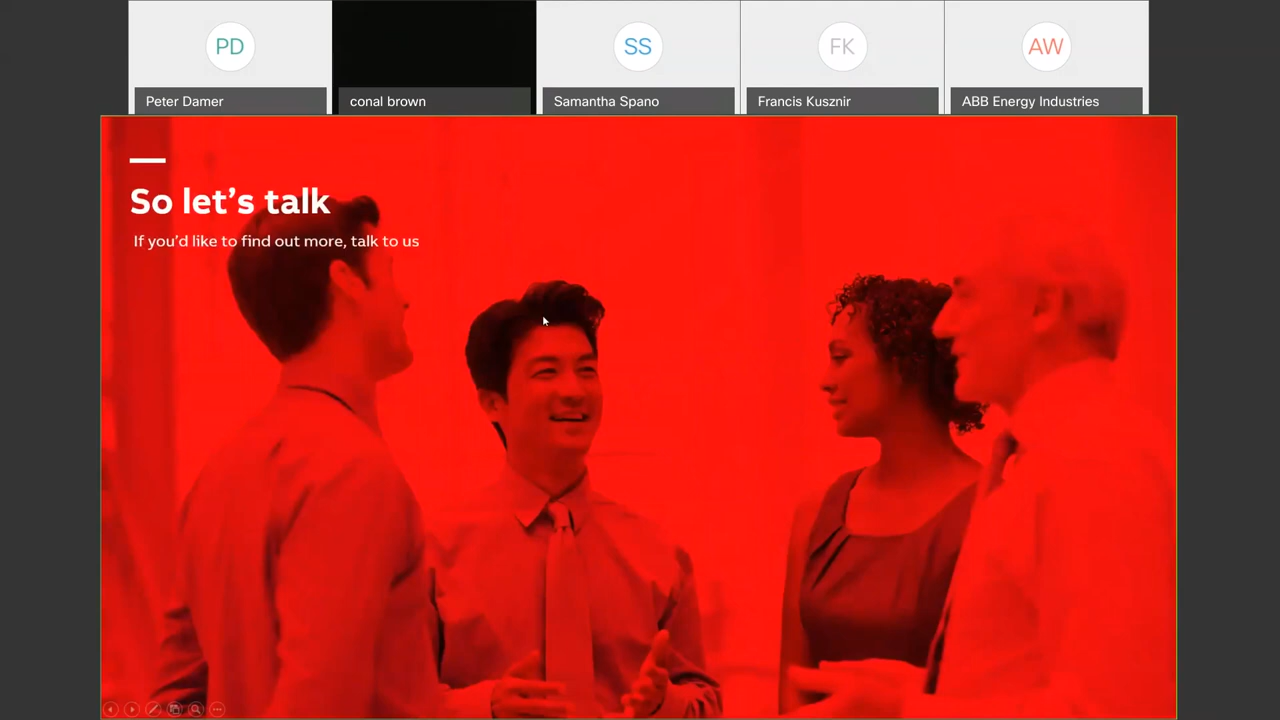 PD
SS
FK
AW
Peter Damer
conal brown
Samantha Spano
Francis Kusznir
ABB Energy Industries
So let’s talk
If you’d like to find out more, talk to us